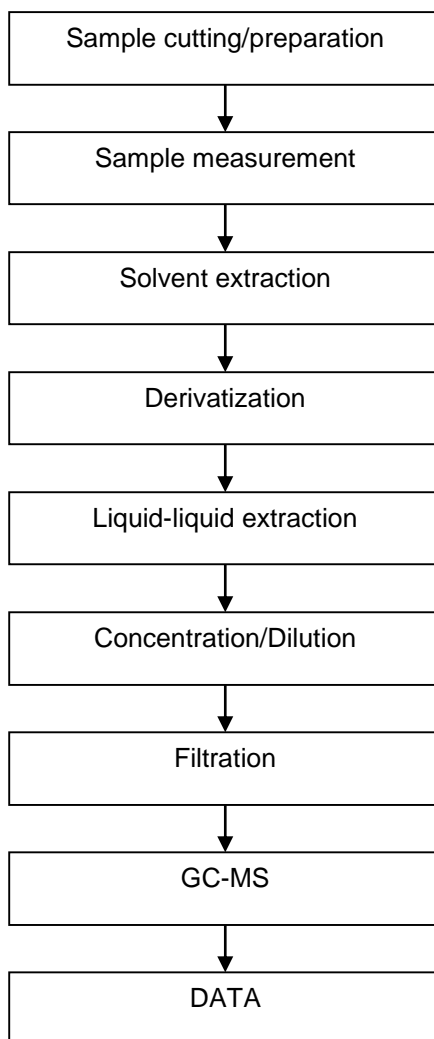 Sample cutting/preparation
Sample measurement
Solvent extraction
Derivatization
Liquid-liquid extraction
Concentration/Dilution
Filtration
GC-MS
DATA